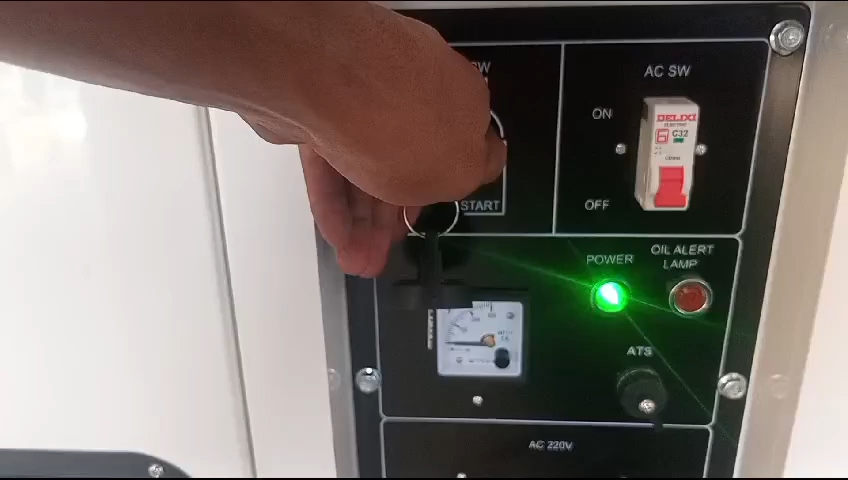 SW
AC SW
ON
DELIXI
C32
START
OFF
OIL ALERT
POWER
LAMP
ATS
AC 220V